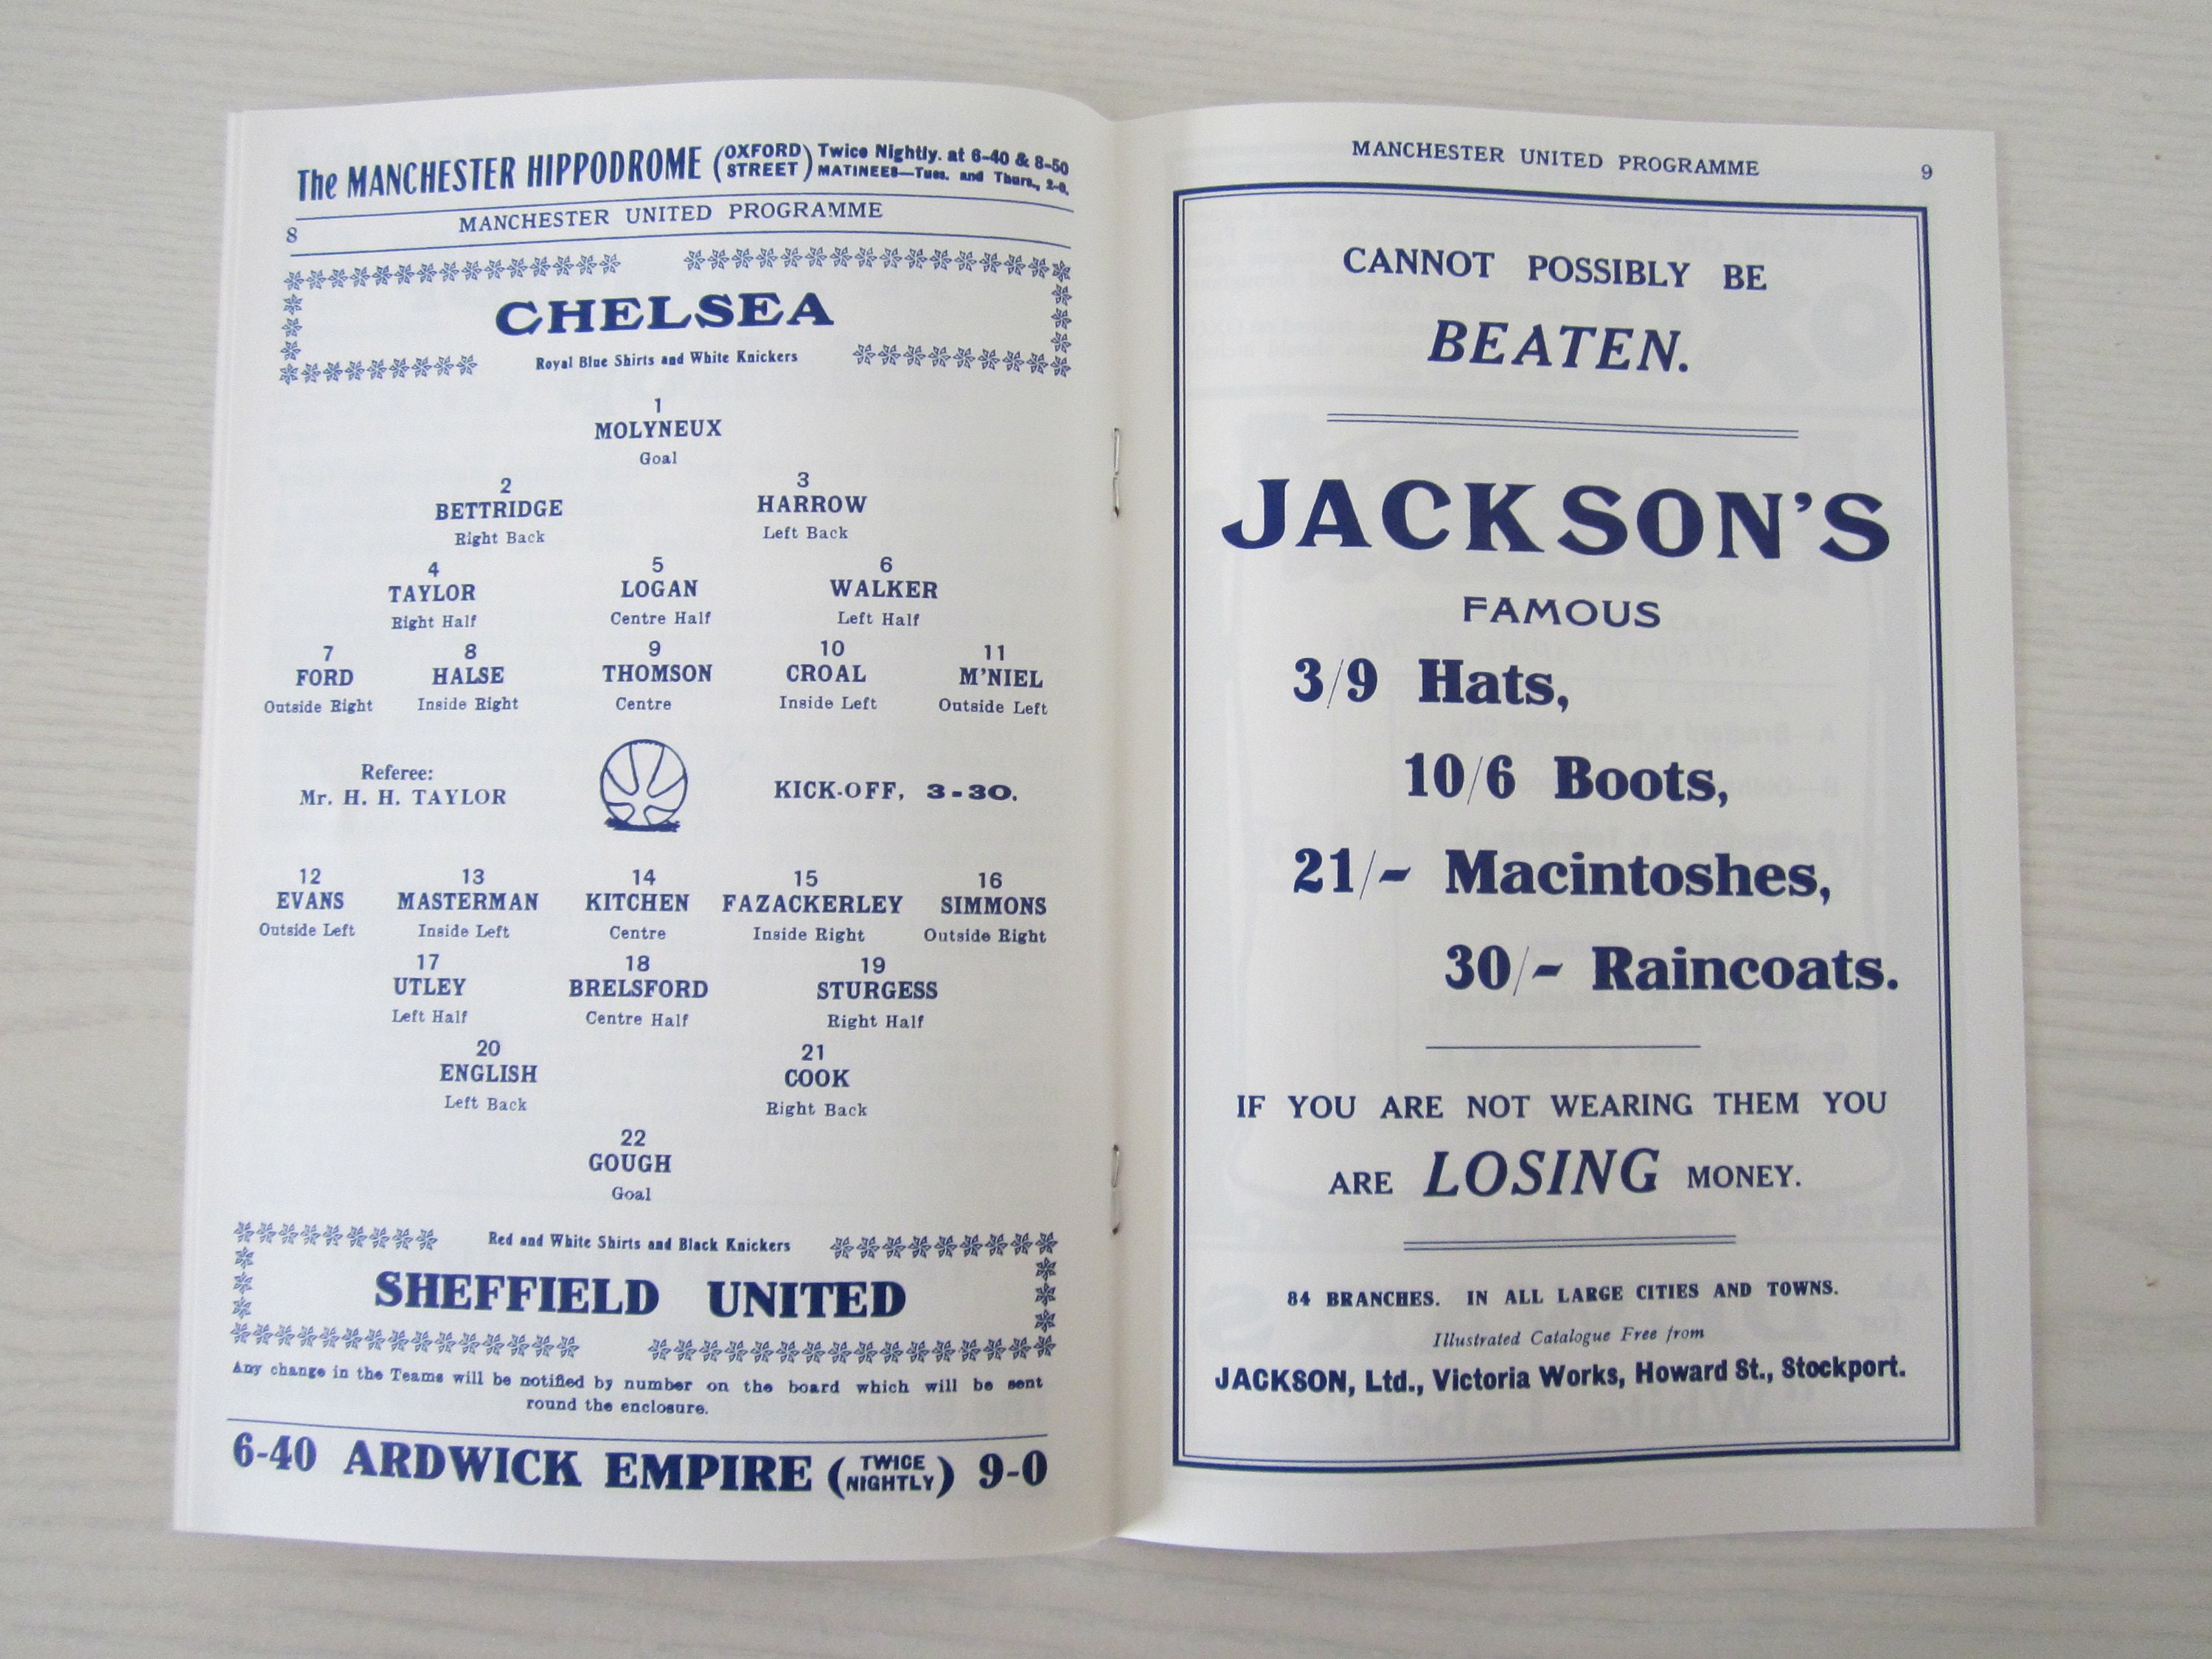 The MANCHESTER HIPPODROME (OXFORD STREET) Twice Nightly. at 6-40 & 8-50
MATINEES—Tues. and Thurs., 2-0.
8 MANCHESTER UNITED PROGRAMME
CHELSEA
Royal Blue Shirts and White Knickers
1
MOLYNEUX
Goal
2 3
BETTRIDGE HARROW
Right Back Left Back
4 5 6
TAYLOR LOGAN WALKER
Right Half Centre Half Left Half
7 8 9 10 11
FORD HALSE THOMSON CROAL M'NIEL
Outside Right Inside Right Centre Inside Left Outside Left
Referee:
Mr. H. H. TAYLOR KICK-OFF, 3-30.
12 13 14 15 16
EVANS MASTERMAN KITCHEN FAZACKERLEY SIMMONS
Outside Left Inside Left Centre Inside Right Outside Right
17 18 19
UTLEY BRELSFORD STURGESS
Left Half Centre Half Right Half
20 21
ENGLISH COOK
Left Back Right Back
22
GOUGH
Goal
Red and White Shirts and Black Knickers
SHEFFIELD UNITED
Any change in the Teams will be notified by number on the board which will be sent
round the enclosure.
6-40 ARDWICK EMPIRE (TWICE NIGHTLY) 9-0
MANCHESTER UNITED PROGRAMME 9
CANNOT POSSIBLY BE
BEATEN.
JACKSON'S
FAMOUS
3/9 Hats,
10/6 Boots,
21/- Macintoshes,
30/- Raincoats.
IF YOU ARE NOT WEARING THEM YOU
ARE LOSING MONEY.
84 BRANCHES. IN ALL LARGE CITIES AND TOWNS.
Illustrated Catalogue Free from
JACKSON, Ltd., Victoria Works, Howard St., Stockport.